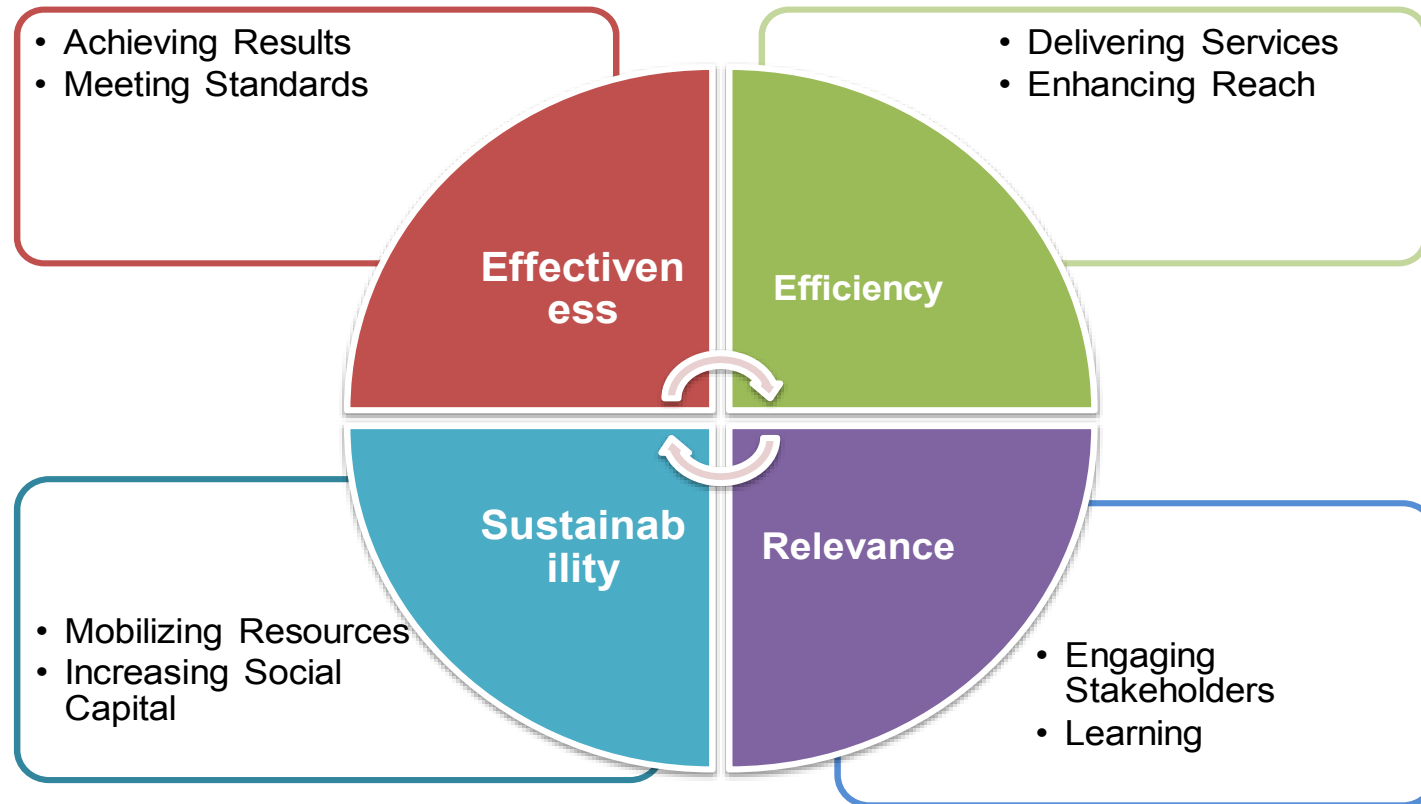 • Achieving Results
• Meeting Standards
• Delivering Services
• Enhancing Reach
Effectiven
ess
Efficiency
Sustainab
ility
Relevance
• Mobilizing Resources
• Increasing Social
Capital
• Engaging
Stakeholders
• Learning